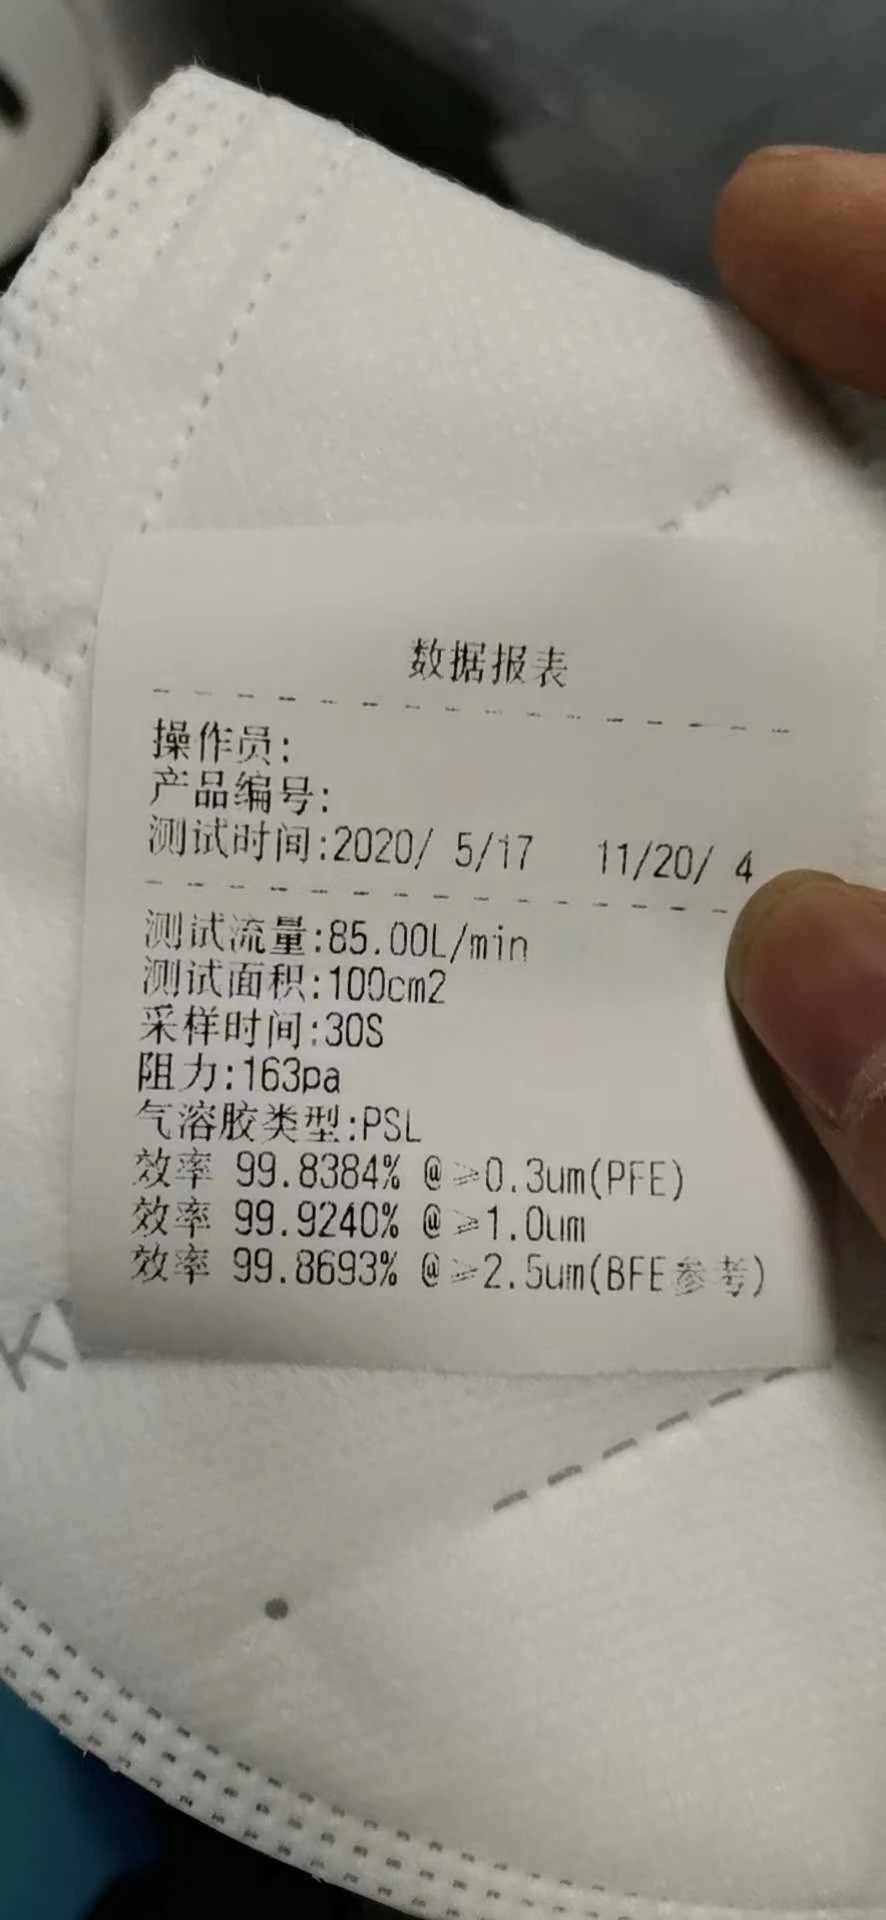 数据报表
操作员:
产品编号:
测试时间:2020/ 5/17 11/20/ 4
测试流量:85.00L/min
测试面积:100cm2
采样时间:30S
阻力:163pa
气溶胶类型:PSL
效率 99.8384% @≥0.3um(PFE)
效率 99.9240% @≥1.0um
效率 99.8693% @≥2.5um(BFE参考)
K